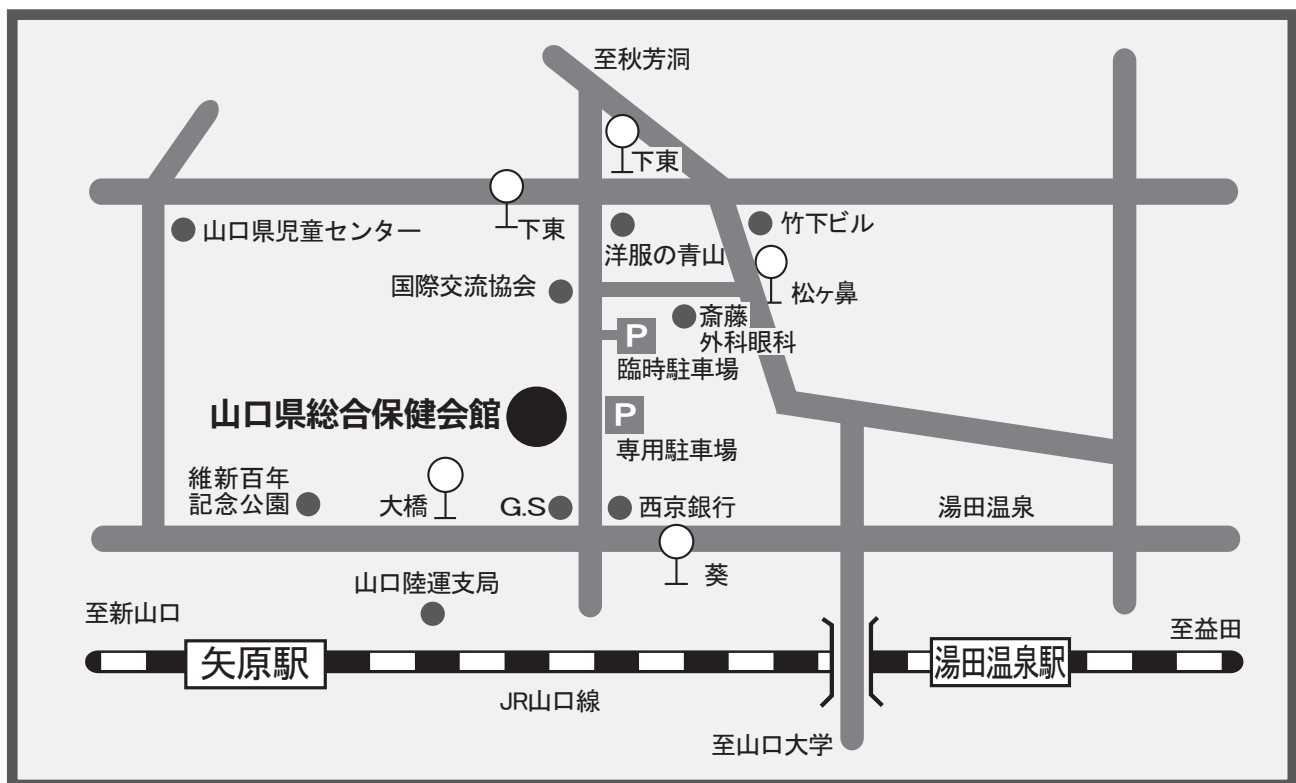 至秋芳洞
下東
山口県児童センター
下東
洋服の青山
竹下ビル
国際交流協会
松ヶ鼻
斎藤
外科眼科
P
臨時駐車場
山口県総合保健会館
P
専用駐車場
維新百年
記念公園
大橋
G.S
西京銀行
湯田温泉
葵
山口陸運支局
至新山口
至益田
矢原駅
湯田温泉駅
JR山口線
至山口大学